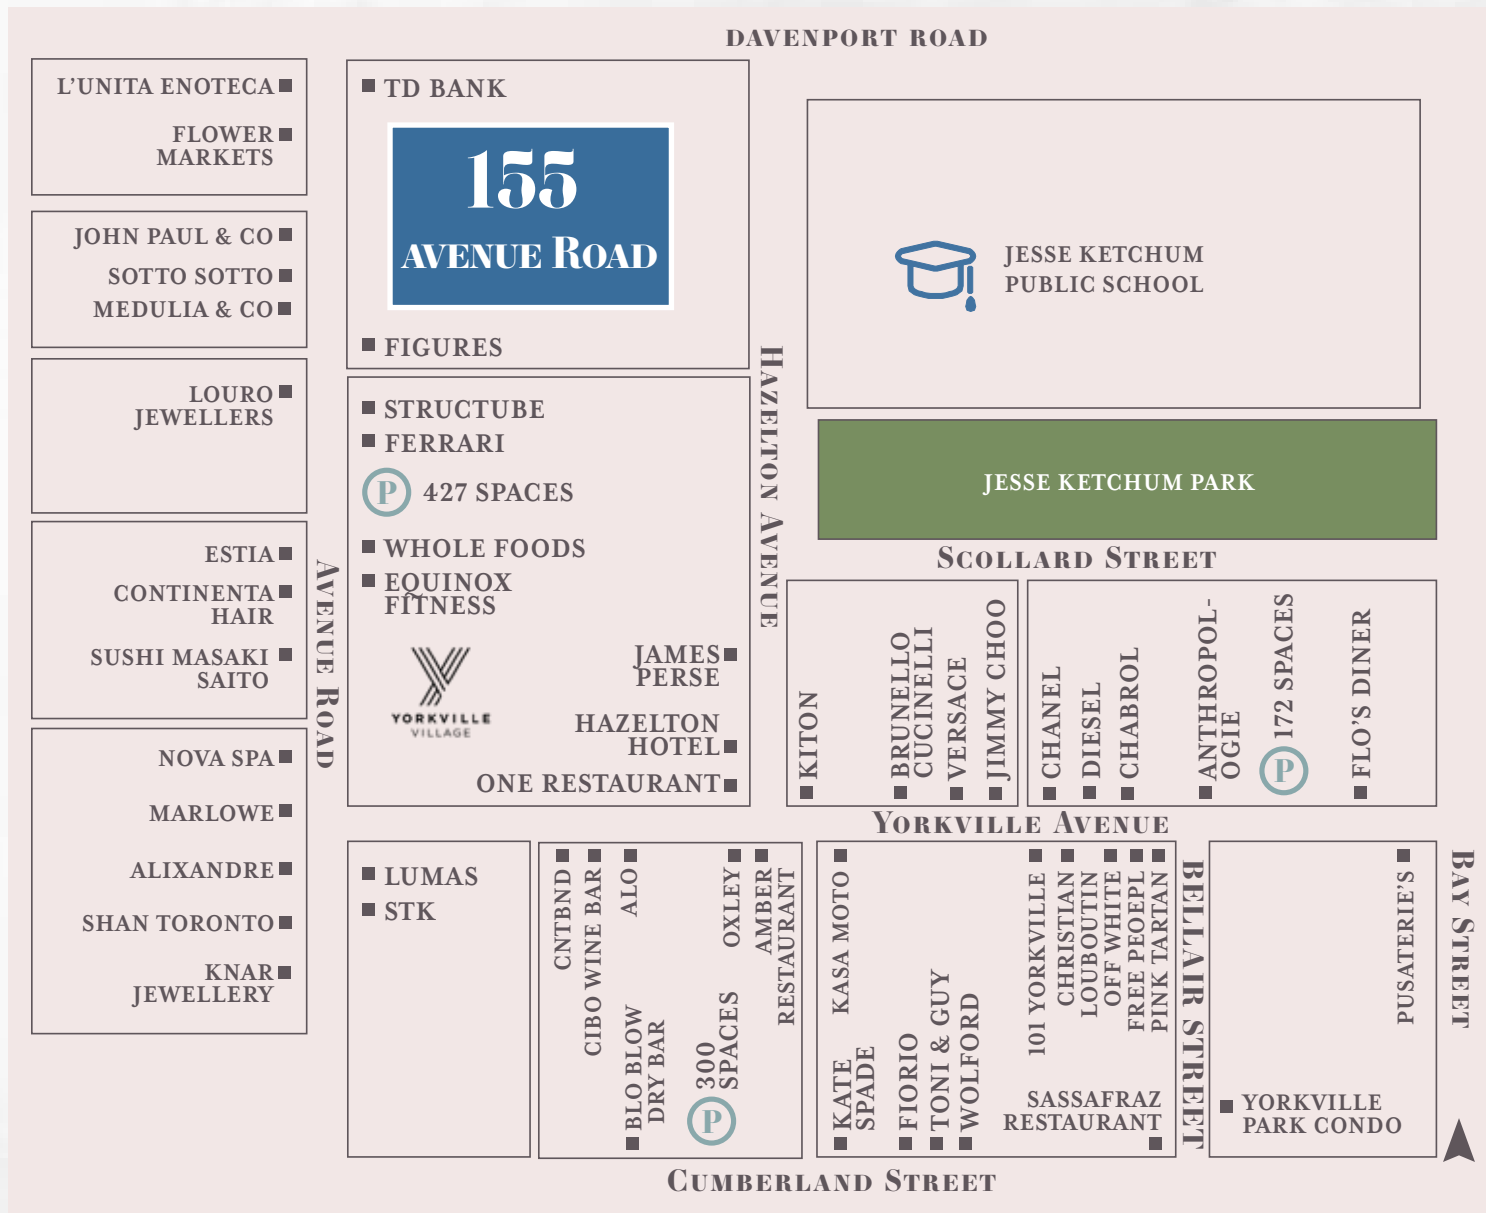 DAVENPORT ROAD
L'UNITA ENOTECA
FLOWER
MARKETS
JOHN PAUL & CO
SOTTO SOTTO
MEDULIA & CO
LOURO
JEWELLERS
ESTIA
CONTINENTA
HAIR
SUSHI MASAKI
SAITO
NOVA SPA
MARLOWE
ALIXANDRE
SHAN TORONTO
KNAR
JEWELLERY
AVENUE ROAD
TD BANK
155
AVENUE ROAD
FIGURES
STRUCTUBE
FERRARI
P 427 SPACES
WHOLE FOODS
EQUINOX
FITNESS
YORKVILLE
VILLAGE
JAMES
PERSE
HAZELTON
HOTEL
ONE RESTAURANT
HAZELTON AVENUE
JESSE KETCHUM
PUBLIC SCHOOL
JESSE KETCHUM PARK
SCOLLARD STREET
KITON
BRUNELLO
CUCINELLI
VERSACE
JIMMY CHOO
CHANEL
DIESEL
CHABROL
ANTHROPOL-
OGIE
P 172 SPACES
FLO'S DINER
YORKVILLE AVENUE
LUMAS
STK
CNTBND
CIBO WINE BAR
ALO
OXLEY
AMBER
RESTAURANT
BLO BLOW
DRY BAR
P 300
SPACES
KASA MOTO
101 YORKVILLE
CHRISTIAN
LOUBOUTIN
OFF WHITE
FREE PEOEPL
PINK TARTAN
KATE
SPADE
FIORIO
TONI & GUY
WOLFORD
SASSAFRAZ
RESTAURANT
BELLAIR STREET
PUSATERIE'S
YORKVILLE
PARK CONDO
BAY STREET
CUMBERLAND STREET